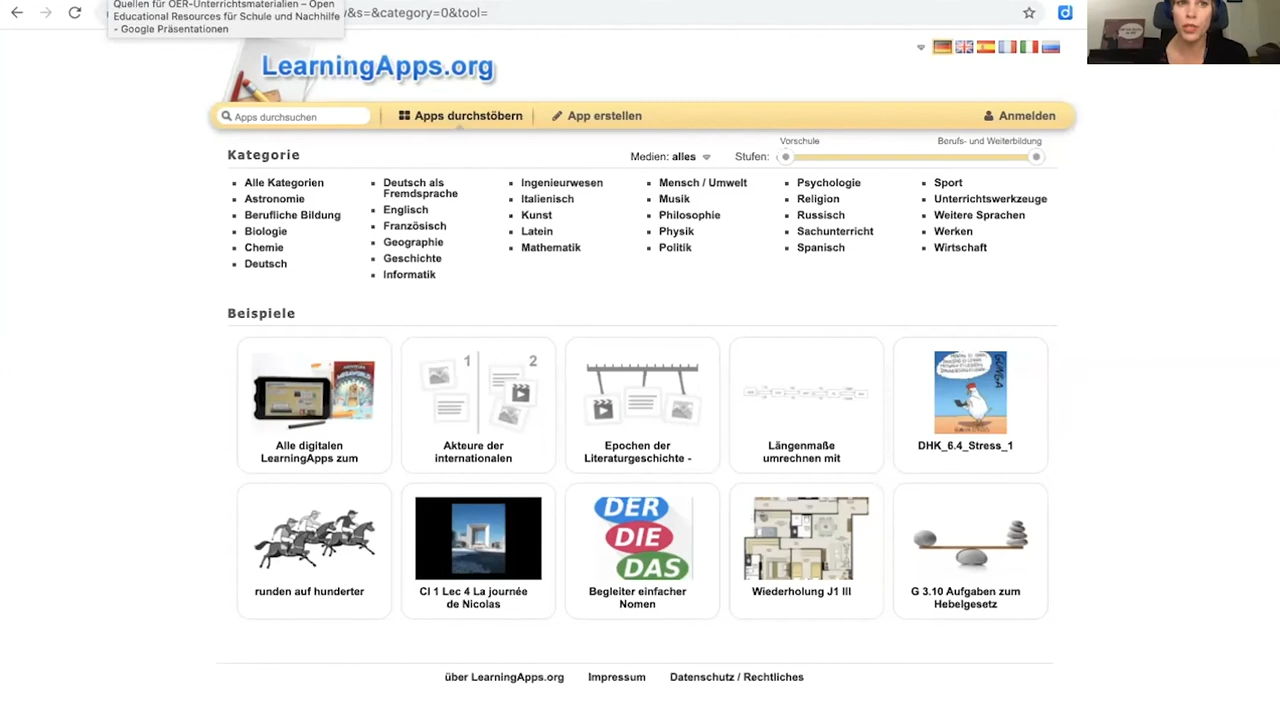 Quellen für OER-Unterrichtsmaterialien – Open
Educational Resources für Schule und Nachhilfe
- Google Präsentationen
s=&category=0&tool=
LearningApps.org
Apps durchsuchen
Apps durchstöbern
App erstellen
Anmelden
Kategorie
Medien: alles
Stufen:
Vorschule
Berufs- und Weiterbildung
Alle Kategorien
Astronomie
Berufliche Bildung
Biologie
Chemie
Deutsch
Deutsch als
Fremdsprache
Englisch
Französisch
Geographie
Geschichte
Informatik
Ingenieurwesen
Italienisch
Kunst
Latein
Mathematik
Mensch / Umwelt
Musik
Philosophie
Physik
Politik
Psychologie
Religion
Russisch
Sachunterricht
Spanisch
Sport
Unterrichtswerkzeuge
Weitere Sprachen
Werken
Wirtschaft
Beispiele
Alle digitalen
LearningApps zum
1 2
Akteure der
internationalen
Epochen der
Literaturgeschichte -
Längenmaße
umrechnen mit
DHK_6.4_Stress_1
runden auf hunderter
CI 1 Lec 4 La journée
de Nicolas
DER
DIE
DAS
Begleiter einfacher
Nomen
Wiederholung J1 III
G 3.10 Aufgaben zum
Hebelgesetz
über LearningApps.org
Impressum
Datenschutz / Rechtliches